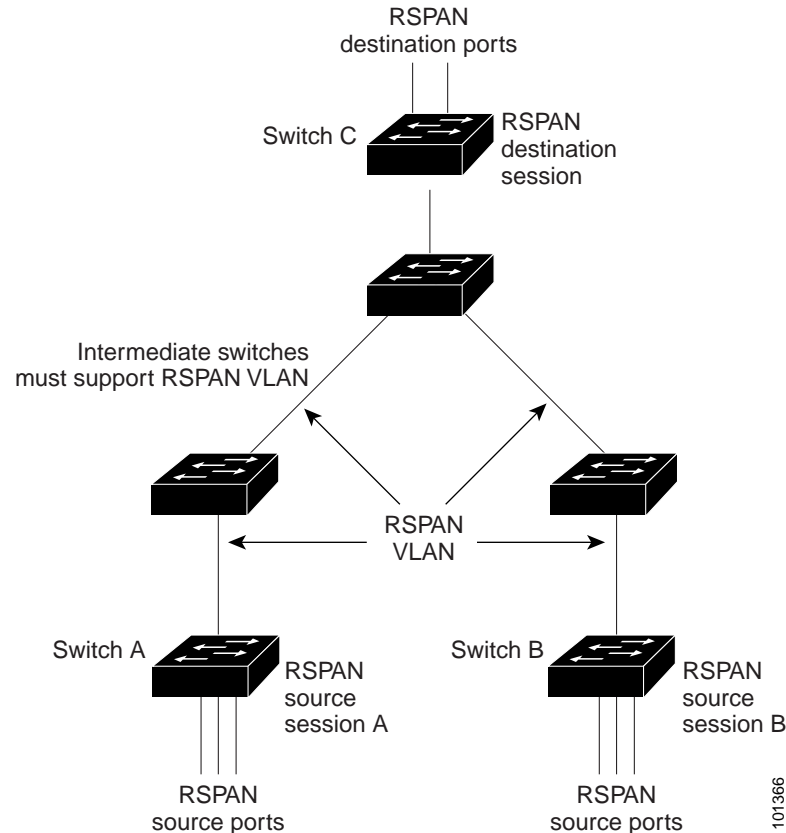 RSPAN
destination ports
Switch C
RSPAN
destination
session
Intermediate switches
must support RSPAN VLAN
RSPAN
VLAN
Switch A
RSPAN
source
session A
Switch B
RSPAN
source
session B
RSPAN
source ports
RSPAN
source ports
101366